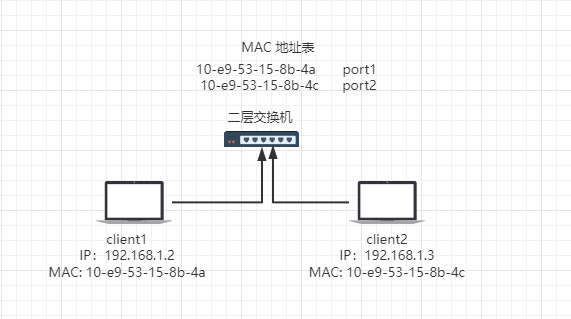 MAC 地址表
10-e9-53-15-8b-4a port1
10-e9-53-15-8b-4c port2
二层交换机
client1
IP：192.168.1.2
MAC: 10-e9-53-15-8b-4a
client2
IP：192.168.1.3
MAC: 10-e9-53-15-8b-4c